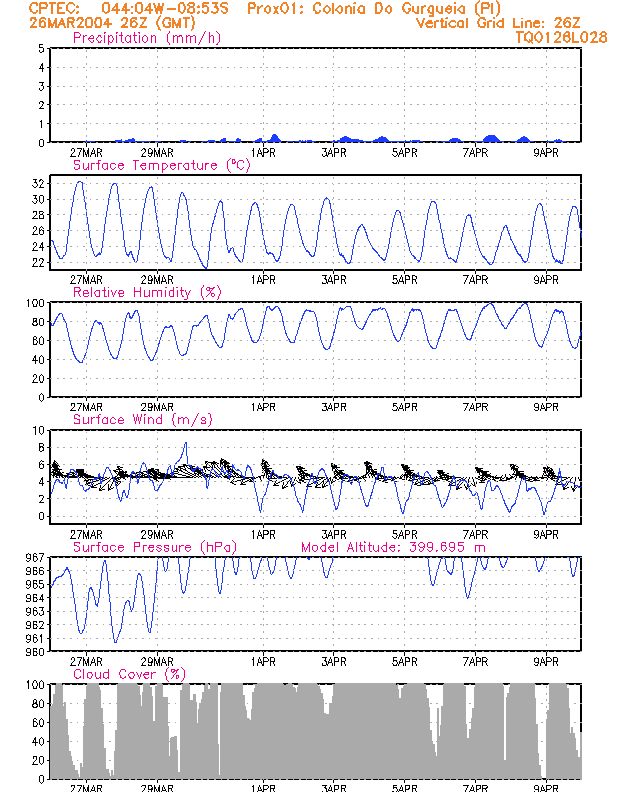 CPTEC:   044:04W-08:53S  Prox01: Colonia Do Gurgueia (PI)
26MAR2004 26Z (GMT)   Vertical Grid Line: 26Z
Precipitation (mm/h)   TQ0126L028
5
4
3
2
1
0
27MAR 29MAR 1APR 3APR 5APR 7APR 9APR
Surface Temperature (°C)
32
30
28
26
24
22
27MAR 29MAR 1APR 3APR 5APR 7APR 9APR
Relative Humidity (%)
100
80
60
40
20
0
27MAR 29MAR 1APR 3APR 5APR 7APR 9APR
Surface Wind (m/s)
10
8
6
4
2
0
27MAR 29MAR 1APR 3APR 5APR 7APR 9APR
Surface Pressure (hPa)   Model Altitude: 399.695 m
967
966
965
964
963
962
961
960
27MAR 29MAR 1APR 3APR 5APR 7APR 9APR
Cloud Cover (%)
100
80
60
40
20
0
27MAR 29MAR 1APR 3APR 5APR 7APR 9APR